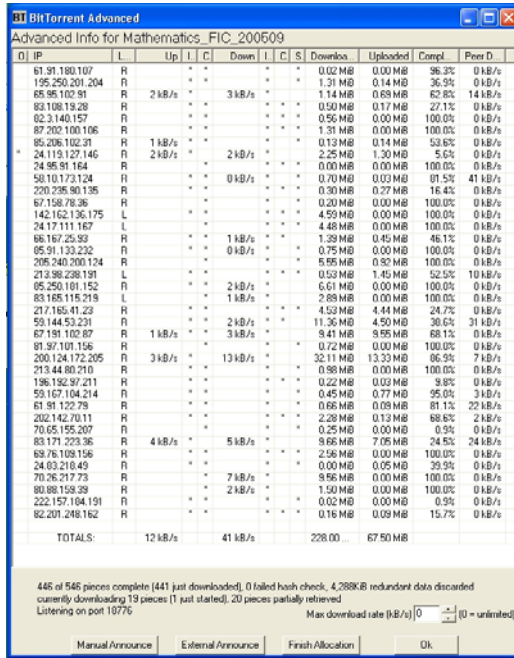 BT BitTorrent Advanced
Advanced Info for Mathematics_FIC_200509
O IP L... Up I.. C Down I.. C S Downloa... Uploaded Compl... Peer D...
61.91.180.107 R * * * * 0.02 MiB 0.00 MiB 96.3% 0 kB/s
195.250.201.204 R * * 1.31 MiB 0.14 MiB 36.9% 0 kB/s
65.95.102.91 R 2 kB/s * * 3 kB/s * 1.14 MiB 0.69 MiB 62.8% 14 kB/s
83.108.19.28 R * * * * * 0.50 MiB 0.17 MiB 27.1% 0 kB/s
82.3.140.157 R * * * * * 0.56 MiB 0.00 MiB 100.0% 0 kB/s
87.202.100.106 R * * * * * 1.31 MiB 0.00 MiB 100.0% 0 kB/s
85.206.102.31 R 1 kB/s * * 0.13 MiB 0.14 MiB 53.6% 0 kB/s
* 24.119.127.146 R 2 kB/s * 2 kB/s * 2.25 MiB 1.30 MiB 5.6% 0 kB/s
24.95.91.164 R * * * * * 0.00 MiB 0.00 MiB 100.0% 0 kB/s
58.10.173.124 R * * 0 kB/s * 0.70 MiB 0.03 MiB 81.5% 41 kB/s
220.235.90.135 R * * * * 0.30 MiB 0.27 MiB 16.4% 0 kB/s
67.158.78.36 R * * 0.20 MiB 0.00 MiB 100.0% 0 kB/s
142.162.136.175 L * * * * * 4.59 MiB 0.00 MiB 100.0% 0 kB/s
24.17.111.167 L * * 4.48 MiB 0.00 MiB 100.0% 0 kB/s
66.167.25.93 R * * 1 kB/s * * * 1.39 MiB 0.45 MiB 46.1% 0 kB/s
85.91.133.232 R * * 0 kB/s * 0.75 MiB 0.00 MiB 100.0% 0 kB/s
205.240.200.124 R * * 5.55 MiB 0.92 MiB 100.0% 0 kB/s
213.98.238.191 L * * * * * 0.53 MiB 1.45 MiB 52.5% 10 kB/s
85.250.181.152 R * * 2 kB/s 6.61 MiB 0.00 MiB 100.0% 0 kB/s
83.165.115.219 L * * 1 kB/s 2.89 MiB 0.00 MiB 100.0% 0 kB/s
217.165.41.23 R * * * * * 4.53 MiB 4.44 MiB 24.7% 0 kB/s
59.144.53.231 R * * 2 kB/s * * 11.36 MiB 4.50 MiB 30.6% 31 kB/s
67.191.102.87 R 1 kB/s * * 3 kB/s * 9.41 MiB 9.55 MiB 68.1% 0 kB/s
81.97.101.156 R * * 0.72 MiB 0.00 MiB 100.0% 0 kB/s
200.124.172.205 R 3 kB/s * 13 kB/s * 32.11 MiB 13.33 MiB 86.9% 7 kB/s
213.44.80.210 R * * 0.98 MiB 0.00 MiB 100.0% 0 kB/s
196.192.97.211 R * * * * 0.22 MiB 0.03 MiB 9.8%
59.167.104.214 R * * 0.45 MiB 0.77 MiB 95.0% 3 kB/s
61.91.122.79 R * * * 0.66 MiB 0.09 MiB 81.1% 22 kB/s
202.142.70.11 R * * * * * 2.28 MiB 0.13 MiB 68.6% 2 kB/s
70.65.155.207 R * * 0.25 MiB 0.00 MiB 0.9% 0 kB/s
83.171.223.36 R 4 kB/s * 5 kB/s * 9.66 MiB 7.05 MiB 24.5% 24 kB/s
69.76.109.156 R * * * * 2.56 MiB 0.00 MiB 100.0% 0 kB/s
24.83.218.49 R * * * 0.00 MiB 0.05 MiB 39.9% 0 kB/s
70.26.217.73 R * * 7 kB/s * 9.56 MiB 0.00 MiB 100.0% 0 kB/s
80.88.159.39 R * * 2 kB/s * 1.50 MiB 0.00 MiB 100.0% 0 kB/s
222.157.184.191 R * * * * 0.02 MiB 0.00 MiB 0.9% 0 kB/s
82.201.248.162 R * * * * * 0.16 MiB 0.09 MiB 15.7% 0 kB/s
TOTALS: 12 kB/s 41 kB/s 228.00 ... 67.50 MiB
446 of 546 pieces complete (441 just downloaded), 0 failed hash check, 4,288KiB redundant data discarded
currently downloading 19 pieces (1 just started), 20 pieces partially retrieved
Listening on port 18776
Max download rate (kB/s) 0 (0 = unlimited)
Manual Announce External Announce Finish Allocation Ok